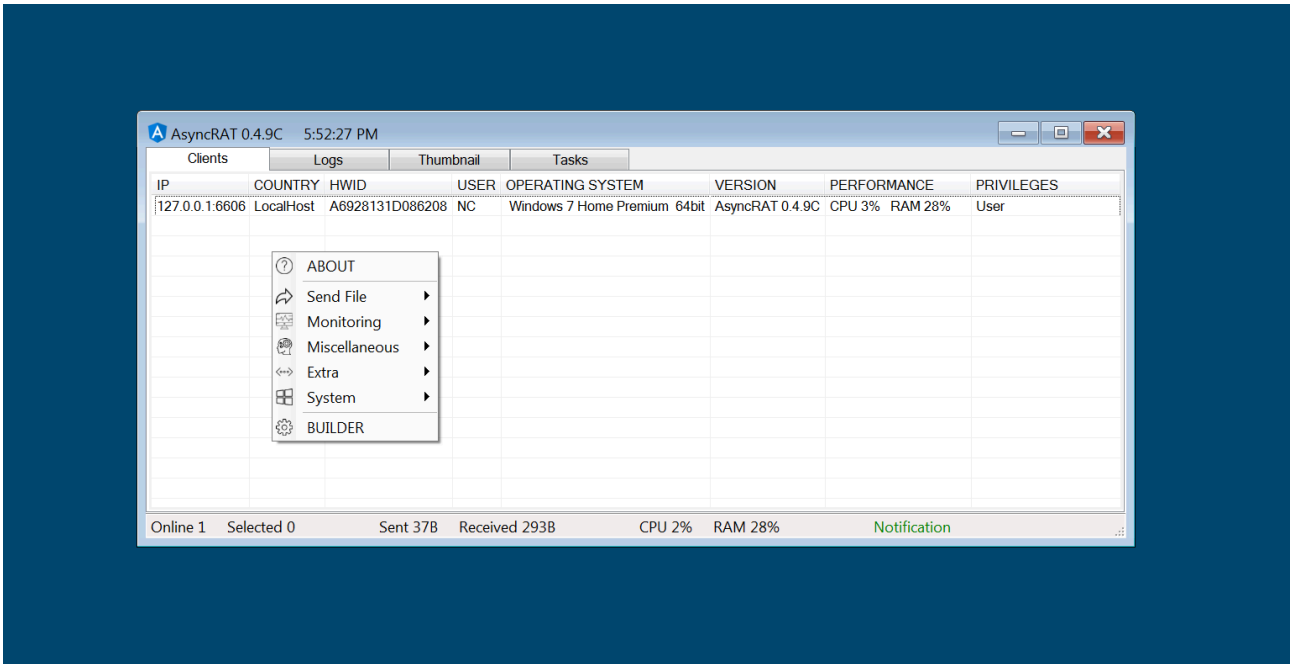 AsyncRAT 0.4.9C 5:52:27 PM
Clients Logs Thumbnail Tasks
IP COUNTRY HWID USER OPERATING SYSTEM VERSION PERFORMANCE PRIVILEGES
127.0.0.1:6606 LocalHost A6928131D086208 NC Windows 7 Home Premium 64bit AsyncRAT 0.4.9C CPU 3% RAM 28% User
ABOUT
Send File
Monitoring
Miscellaneous
Extra
System
BUILDER
Online 1 Selected 0 Sent 37B Received 293B CPU 2% RAM 28% Notification